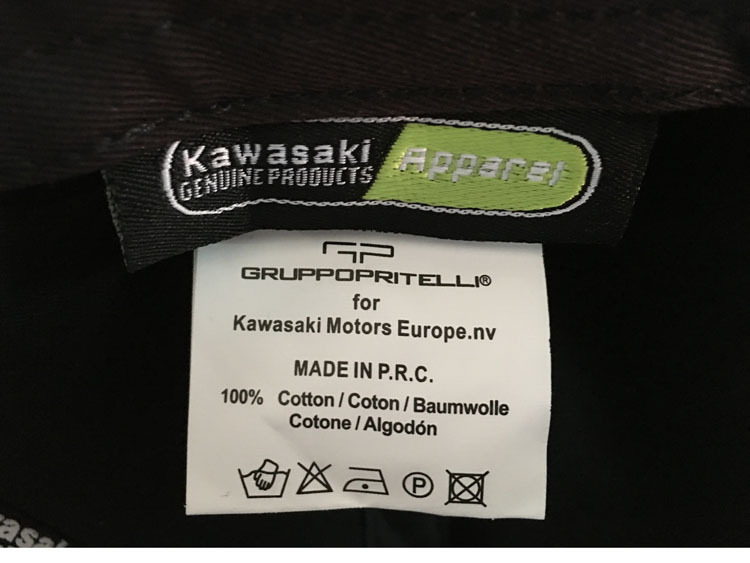 Kawasaki
GENUINE PRODUCTS
Apparel
GP
GRUPPOPRITELLI®
for
Kawasaki Motors Europe.nv
MADE IN P.R.C.
100% Cotton / Coton / Baumwolle
Cotone / Algodón
P